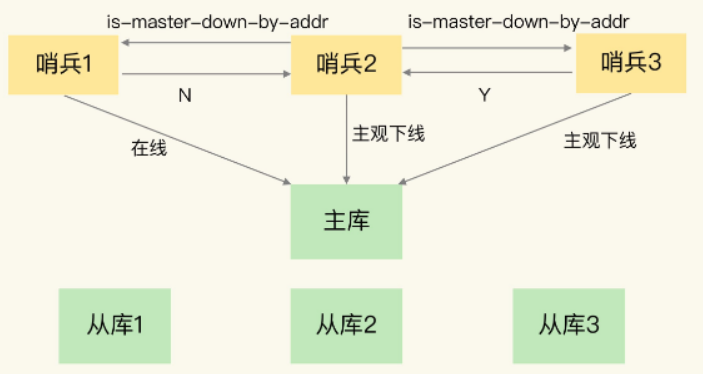 is-master-down-by-addr
is-master-down-by-addr
哨兵1
哨兵2
哨兵3
N
Y
在线
主观下线
主观下线
主库
从库1
从库2
从库3